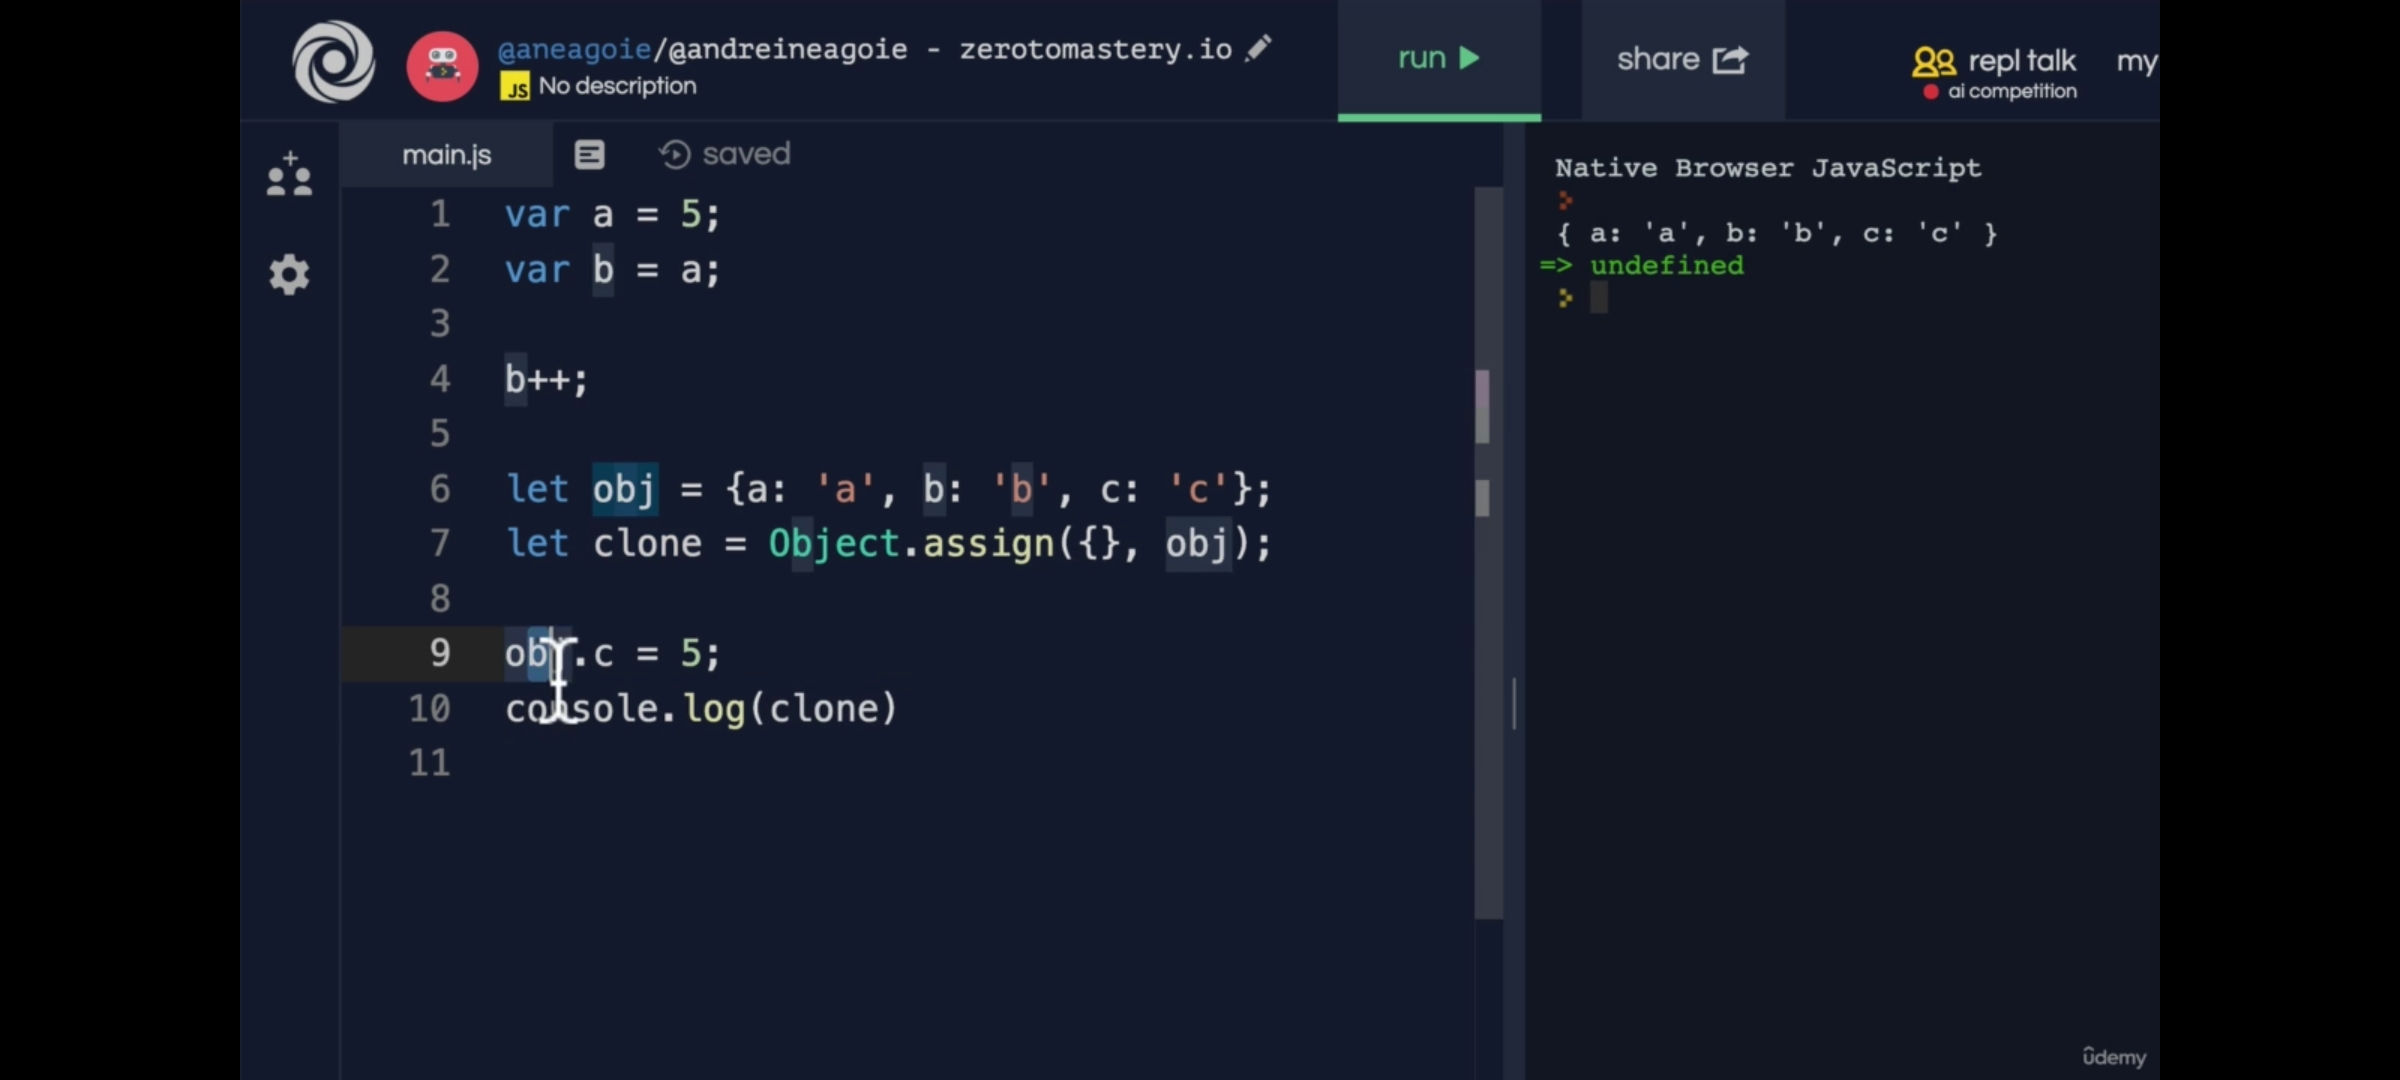 @aneagoie/@andreineagoie - zerotomastery.io
JS No description
run
share
repl talk
my
ai competition
main.js
saved
1 var a = 5;
2 var b = a;
3
4 b++;
5
6 let obj = {a: 'a', b: 'b', c: 'c'};
7 let clone = Object.assign({}, obj);
8
9 obj.c = 5;
10 console.log(clone)
11
Native Browser JavaScript
{ a: 'a', b: 'b', c: 'c' }
=> undefined
ûdemy